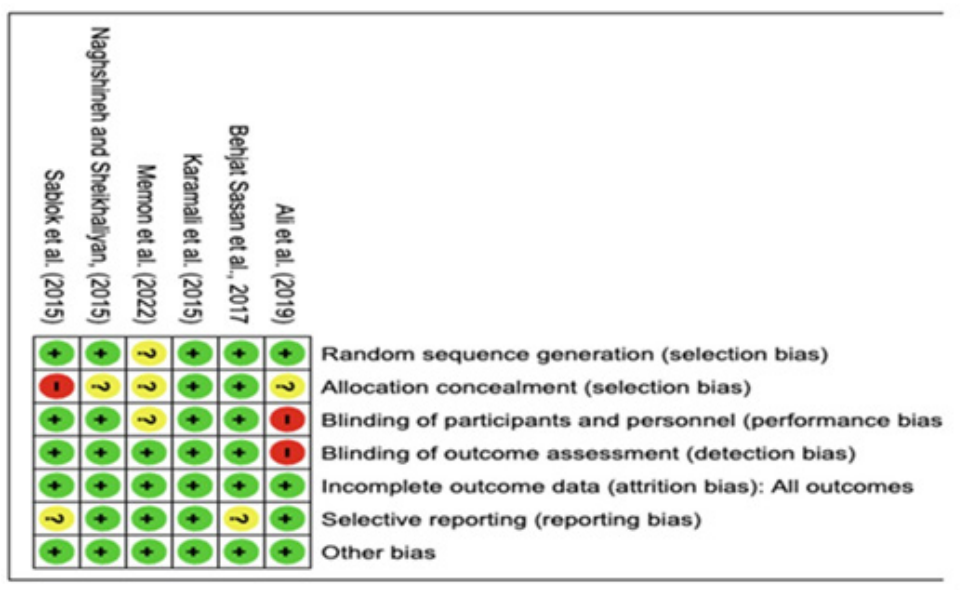 Sablok et al. (2015)
Naghshineh and Sheikhaliyan, (2015)
Memon et al. (2022)
Karamali et al. (2015)
Behjat Sasan et al., 2017
Ali et al. (2019)
+ + ? + + + Random sequence generation (selection bias)
- ? ? + + ? Allocation concealment (selection bias)
+ + ? + + - Blinding of participants and personnel (performance bias
+ + + + + - Blinding of outcome assessment (detection bias)
+ + + + + + Incomplete outcome data (attrition bias): All outcomes
? + + + ? + Selective reporting (reporting bias)
+ + + + + + Other bias